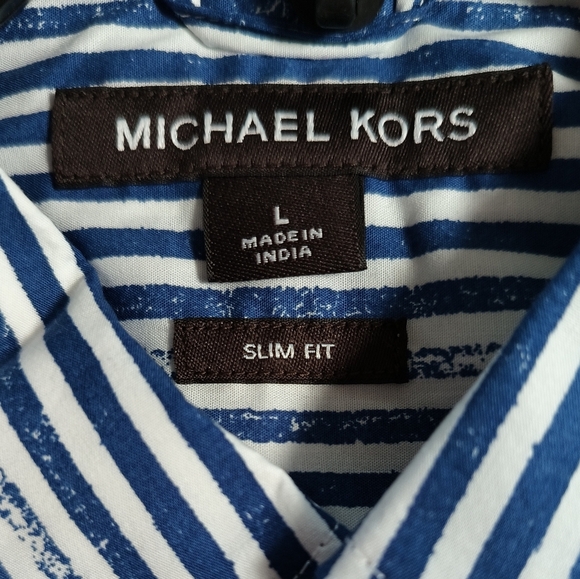 MICHAEL KORS
L
MADE IN
INDIA
SLIM FIT